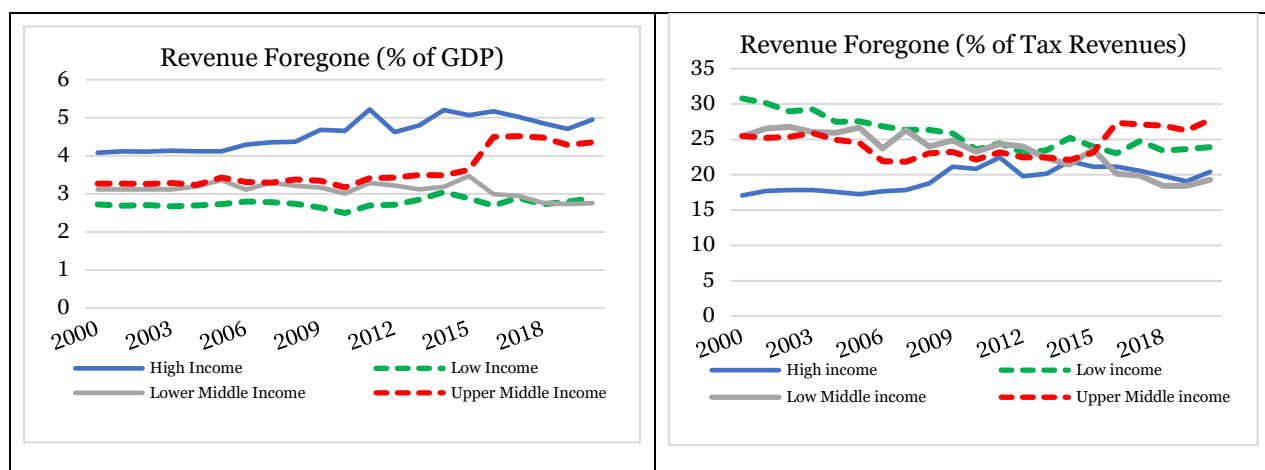 Revenue Foregone (% of GDP)
6
5
4
3
2
1
0
2000 2003 2006 2009 2012 2015 2018
High Income Low Income
Lower Middle Income Upper Middle Income
Revenue Foregone (% of Tax Revenues)
35
30
25
20
15
10
5
0
2000 2003 2006 2009 2012 2015 2018
High income Low income
Low Middle income Upper Middle income